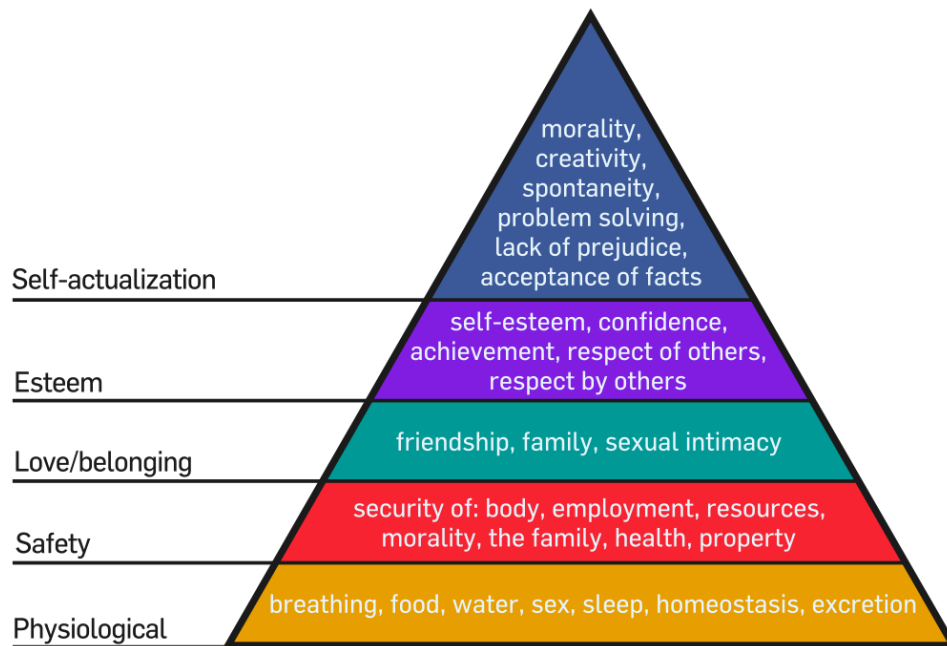 morality,
creativity,
spontaneity,
problem solving,
lack of prejudice,
acceptance of facts
Self-actualization
self-esteem, confidence,
achievement, respect of others,
respect by others
Esteem
friendship, family, sexual intimacy
Love/belonging
security of: body, employment, resources,
morality, the family, health, property
Safety
breathing, food, water, sex, sleep, homeostasis, excretion
Physiological